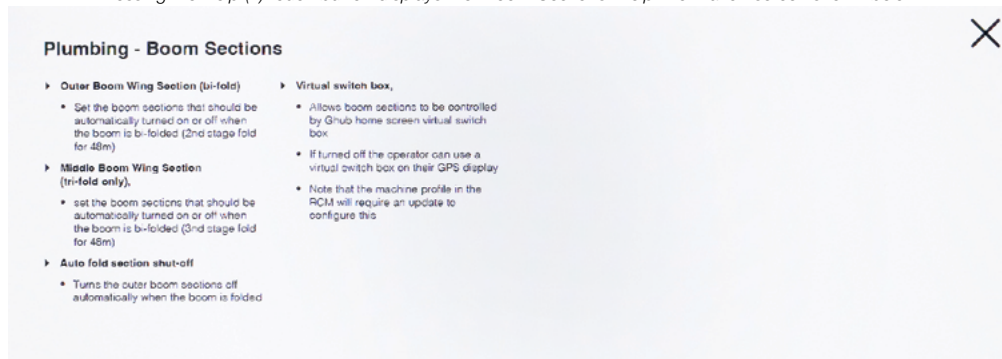 Plumbing - Boom Sections
Outer Boom Wing Section (bi-fold)
Set the boom sections that should be
automatically turned on or off when
the boom is bi-folded (2nd stage fold
for 48m)
Middle Boom Wing Section
(tri-fold only),
set the boom sections that should be
automatically turned on or off when
the boom is bi-folded (3nd stage fold
for 48m)
Auto fold section shut-off
Turns the outer boom sections off
automatically when the boom is folded
Virtual switch box,
Allows boom sections to be controlled
by Ghub home screen virtual switch
box
If turned off the operator can use a
virtual switch box on their GPS display
Note that the machine profile in the
RCM will require an update to
configure this